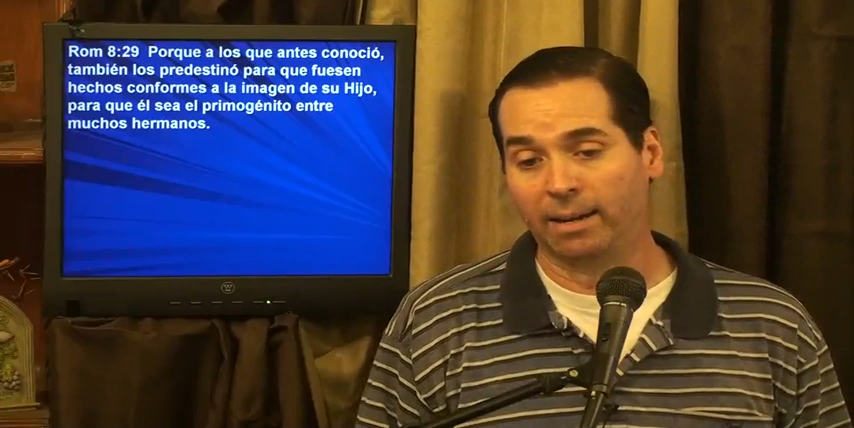 Rom 8:29 Porque a los que antes conoció,
también los predestinó para que fuesen
hechos conformes a la imagen de su Hijo,
para que él sea el primogénito entre
muchos hermanos.